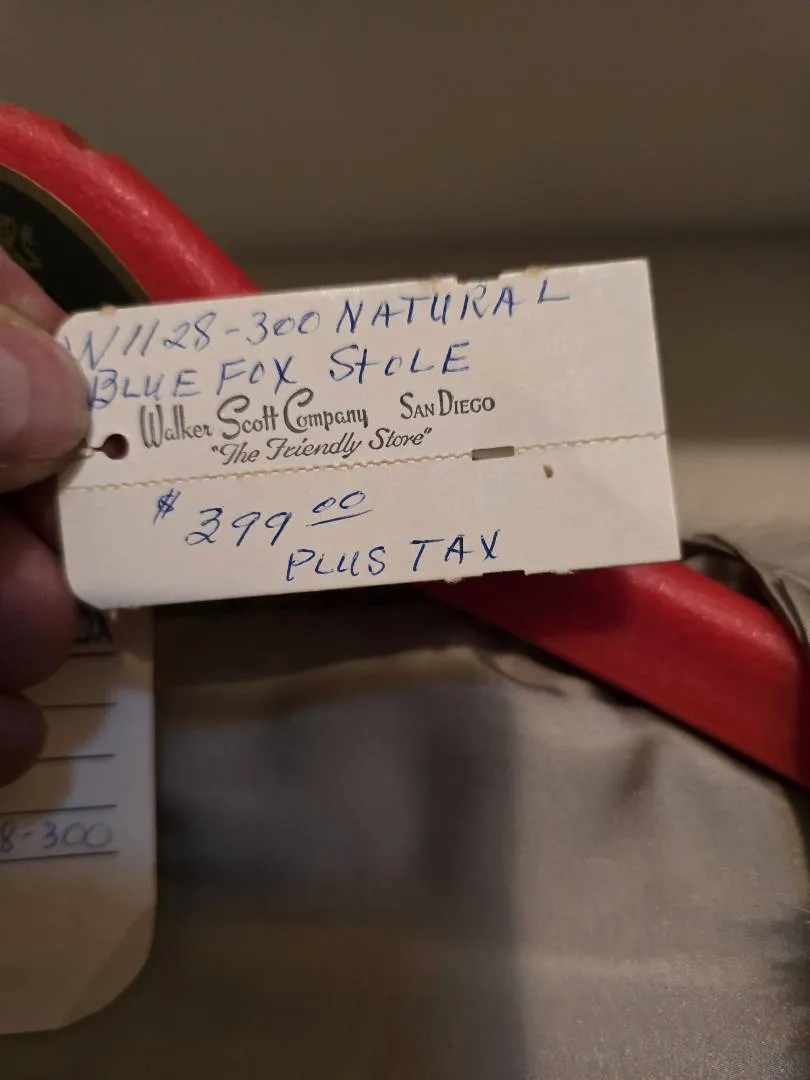 W1128-300 NATURAL
BLUE FOX StOLE
Walker Scott Company SAN DIEGO
"The Friendly Store"
$ 399 00
PLUS TAX
8-300